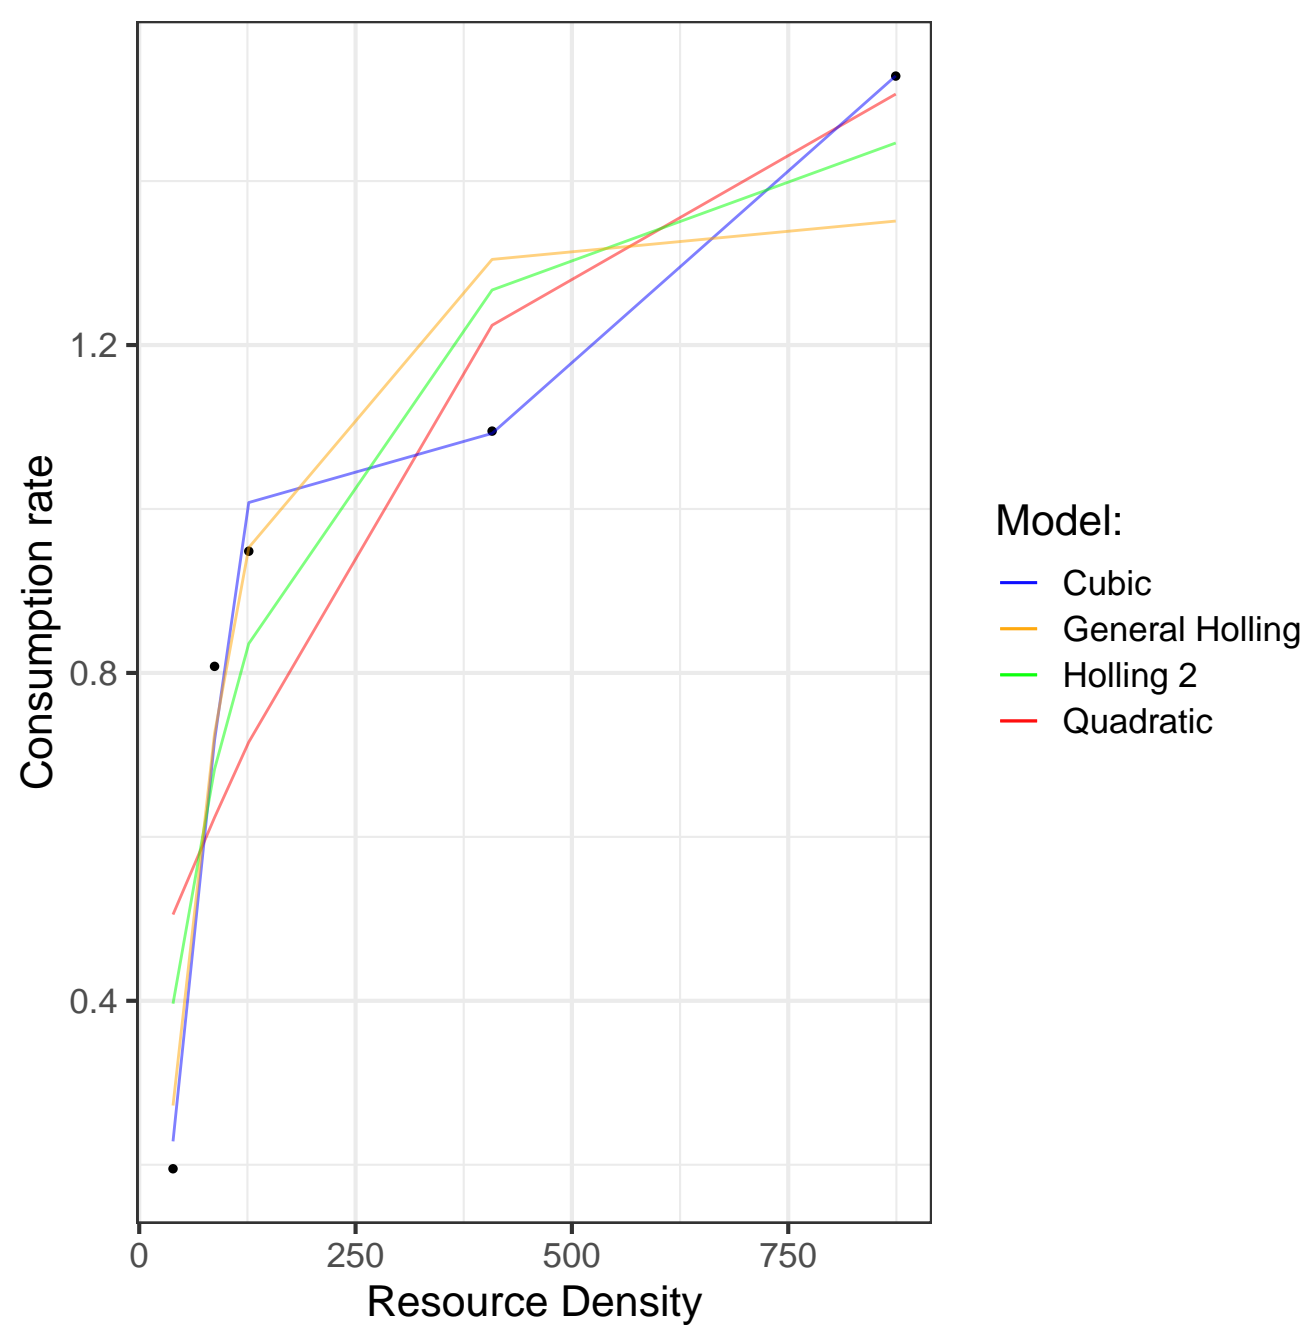 1.2
0.8
0.4
Consumption rate
0 250 500 750
Resource Density
Model:
Cubic
General Holling
Holling 2
Quadratic